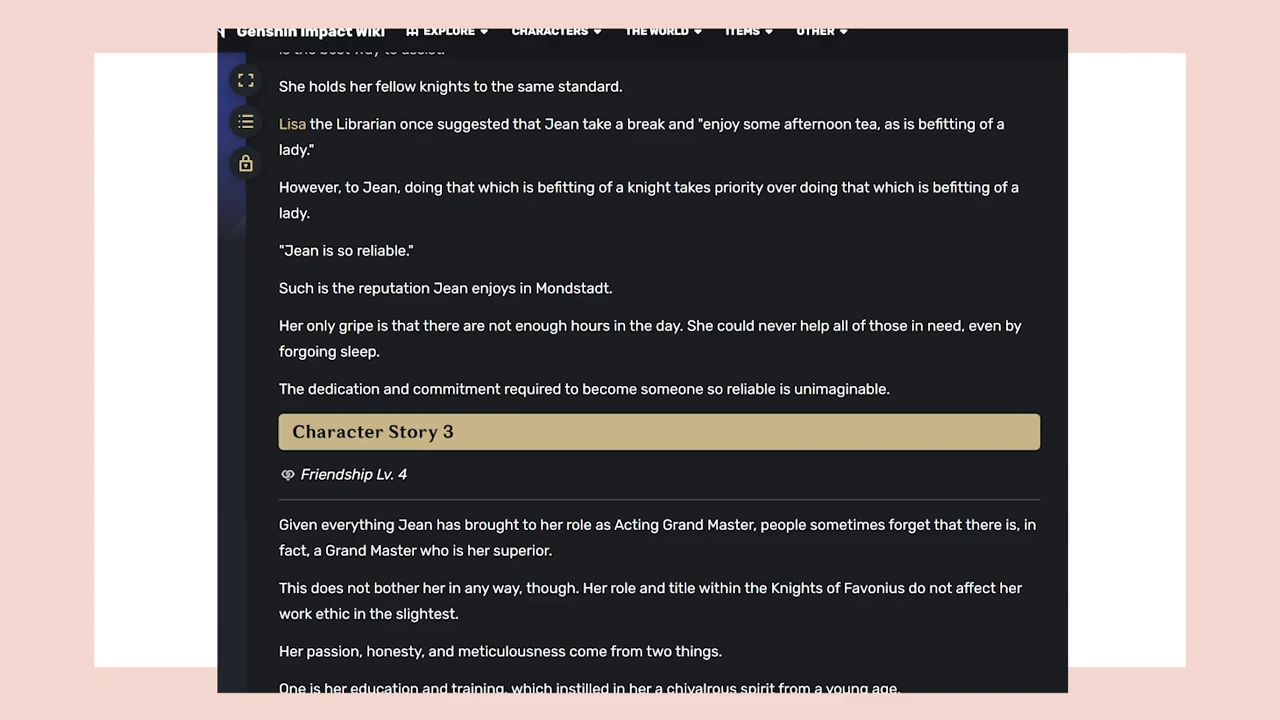 Genshin Impact Wiki EXPLORE CHARACTERS THE WORLD ITEMS OTHER
is the best way to assist.
She holds her fellow knights to the same standard.
Lisa the Librarian once suggested that Jean take a break and "enjoy some afternoon tea, as is befitting of a
lady."
However, to Jean, doing that which is befitting of a knight takes priority over doing that which is befitting of a
lady.
"Jean is so reliable."
Such is the reputation Jean enjoys in Mondstadt.
Her only gripe is that there are not enough hours in the day. She could never help all of those in need, even by
forgoing sleep.
The dedication and commitment required to become someone so reliable is unimaginable.
Character Story 3
Friendship Lv. 4
Given everything Jean has brought to her role as Acting Grand Master, people sometimes forget that there is, in
fact, a Grand Master who is her superior.
This does not bother her in any way, though. Her role and title within the Knights of Favonius do not affect her
work ethic in the slightest.
Her passion, honesty, and meticulousness come from two things.
One is her education and training, which instilled in her a chivalrous spirit from a young age.